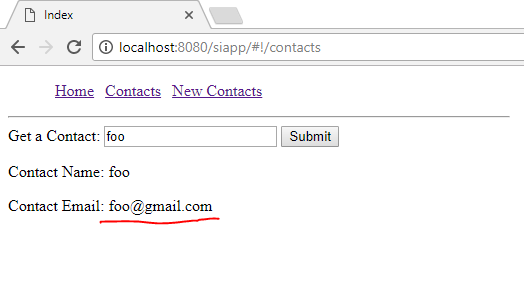 Index
localhost:8080/siapp/#!/contacts
Home Contacts New Contacts
Get a Contact: foo Submit
Contact Name: foo
Contact Email: foo@gmail.com